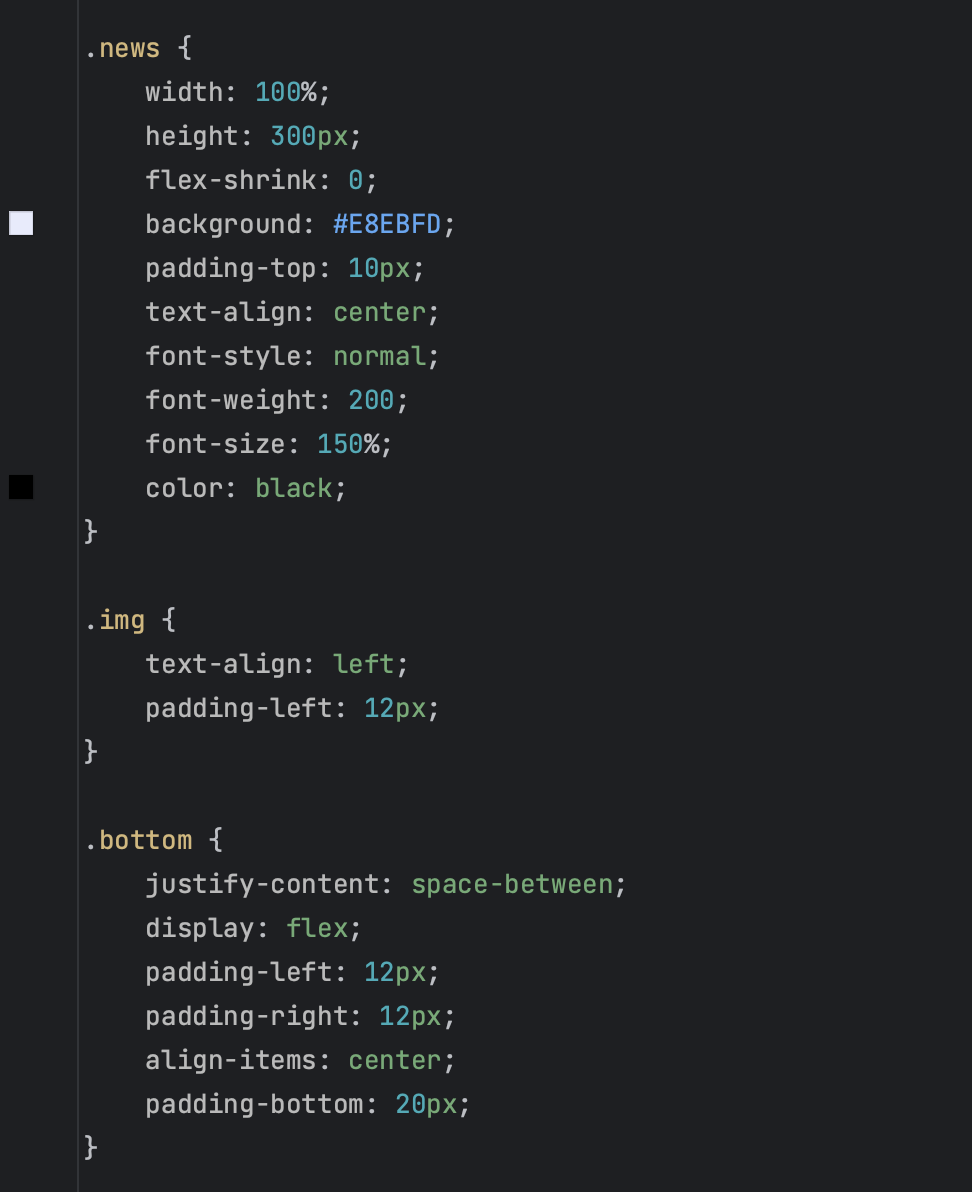 .news {
    width: 100%;
    height: 300px;
    flex-shrink: 0;
    background: #E8EBFD;
    padding-top: 10px;
    text-align: center;
    font-style: normal;
    font-weight: 200;
    font-size: 150%;
    color: black;
}

.img {
    text-align: left;
    padding-left: 12px;
}

.bottom {
    justify-content: space-between;
    display: flex;
    padding-left: 12px;
    padding-right: 12px;
    align-items: center;
    padding-bottom: 20px;
}